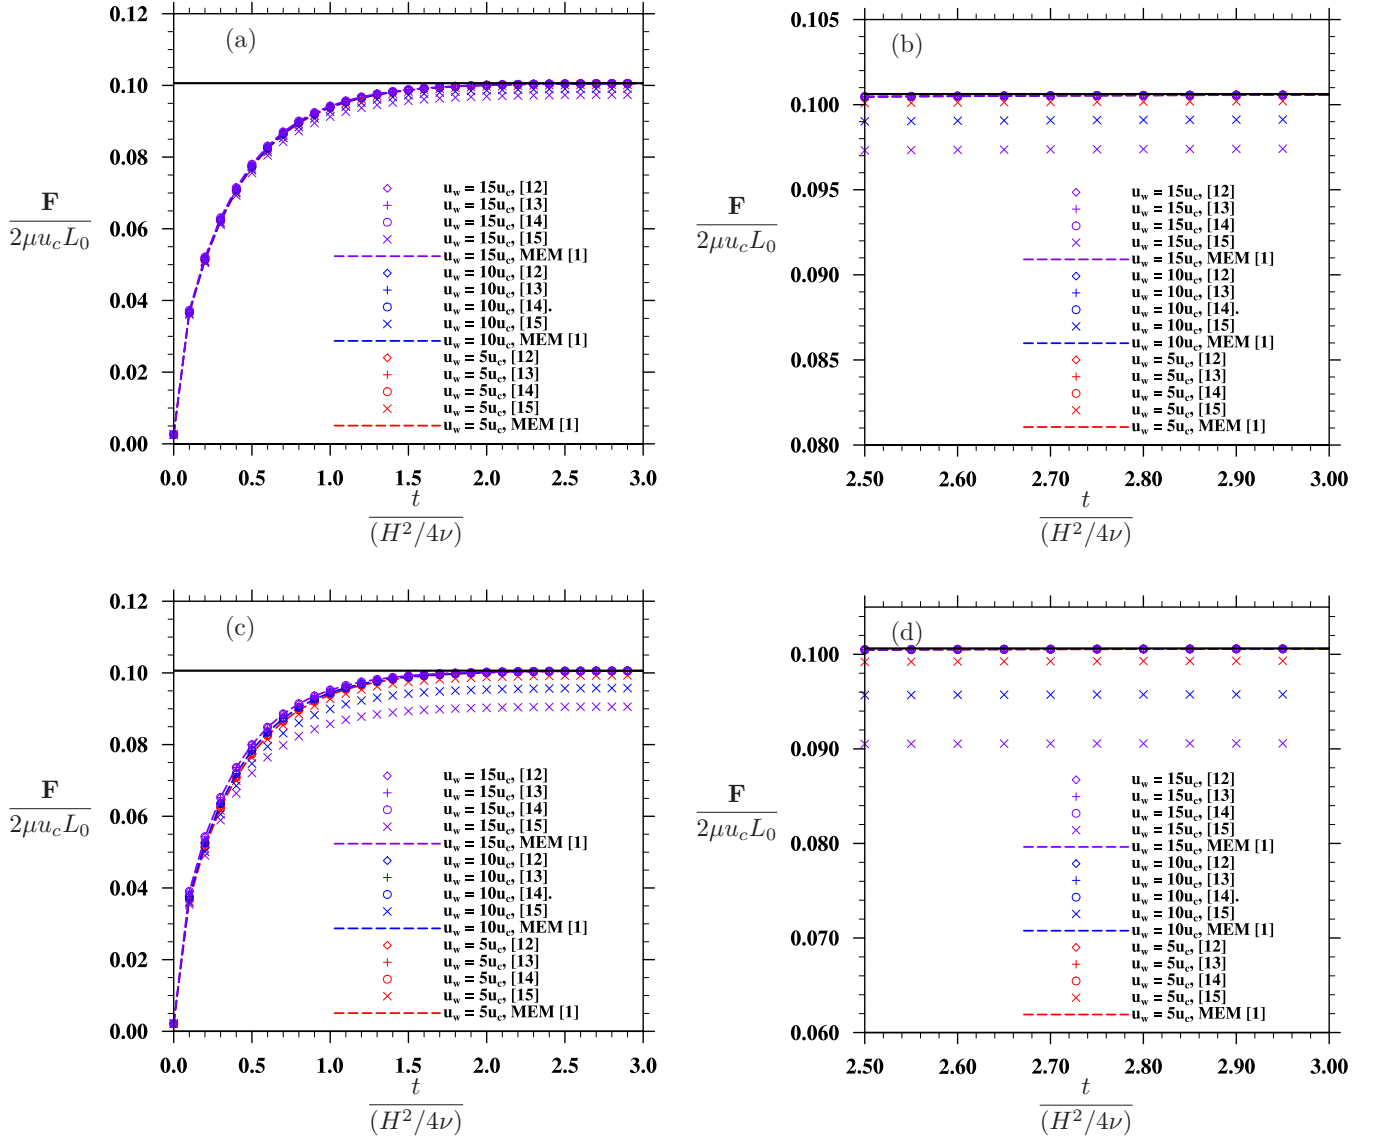 (a)
0.12
0.10
0.08
0.06
0.04
0.02
0.00
F
2μu_cL_0
u_w = 15u_c, [12]
u_w = 15u_c, [13]
u_w = 15u_c, [14]
u_w = 15u_c, [15]
u_w = 15u_c, MEM [1]
u_w = 10u_c, [12]
u_w = 10u_c, [13]
u_w = 10u_c, [14].
u_w = 10u_c, [15]
u_w = 10u_c, MEM [1]
u_w = 5u_c, [12]
u_w = 5u_c, [13]
u_w = 5u_c, [14]
u_w = 5u_c, [15]
u_w = 5u_c, MEM [1]
0.0 0.5 1.0 1.5 2.0 2.5 3.0
t
(H^2/4ν)
(b)
0.105
0.100
0.095
0.090
0.085
0.080
F
2μu_cL_0
u_w = 15u_c, [12]
u_w = 15u_c, [13]
u_w = 15u_c, [14]
u_w = 15u_c, [15]
u_w = 15u_c, MEM [1]
u_w = 10u_c, [12]
u_w = 10u_c, [13]
u_w = 10u_c, [14].
u_w = 10u_c, [15]
u_w = 10u_c, MEM [1]
u_w = 5u_c, [12]
u_w = 5u_c, [13]
u_w = 5u_c, [14]
u_w = 5u_c, [15]
u_w = 5u_c, MEM [1]
2.50 2.60 2.70 2.80 2.90 3.00
t
(H^2/4ν)
(c)
0.12
0.10
0.08
0.06
0.04
0.02
0.00
F
2μu_cL_0
u_w = 15u_c, [12]
u_w = 15u_c, [13]
u_w = 15u_c, [14]
u_w = 15u_c, [15]
u_w = 15u_c, MEM [1]
u_w = 10u_c, [12]
u_w = 10u_c, [13]
u_w = 10u_c, [14].
u_w = 10u_c, [15]
u_w = 10u_c, MEM [1]
u_w = 5u_c, [12]
u_w = 5u_c, [13]
u_w = 5u_c, [14]
u_w = 5u_c, [15]
u_w = 5u_c, MEM [1]
0.0 0.5 1.0 1.5 2.0 2.5 3.0
t
(H^2/4ν)
(d)
0.100
0.090
0.080
0.070
0.060
F
2μu_cL_0
u_w = 15u_c, [12]
u_w = 15u_c, [13]
u_w = 15u_c, [14]
u_w = 15u_c, [15]
u_w = 15u_c, MEM [1]
u_w = 10u_c, [12]
u_w = 10u_c, [13]
u_w = 10u_c, [14].
u_w = 10u_c, [15]
u_w = 10u_c, MEM [1]
u_w = 5u_c, [12]
u_w = 5u_c, [13]
u_w = 5u_c, [14]
u_w = 5u_c, [15]
u_w = 5u_c, MEM [1]
2.50 2.60 2.70 2.80 2.90 3.00
t
(H^2/4ν)